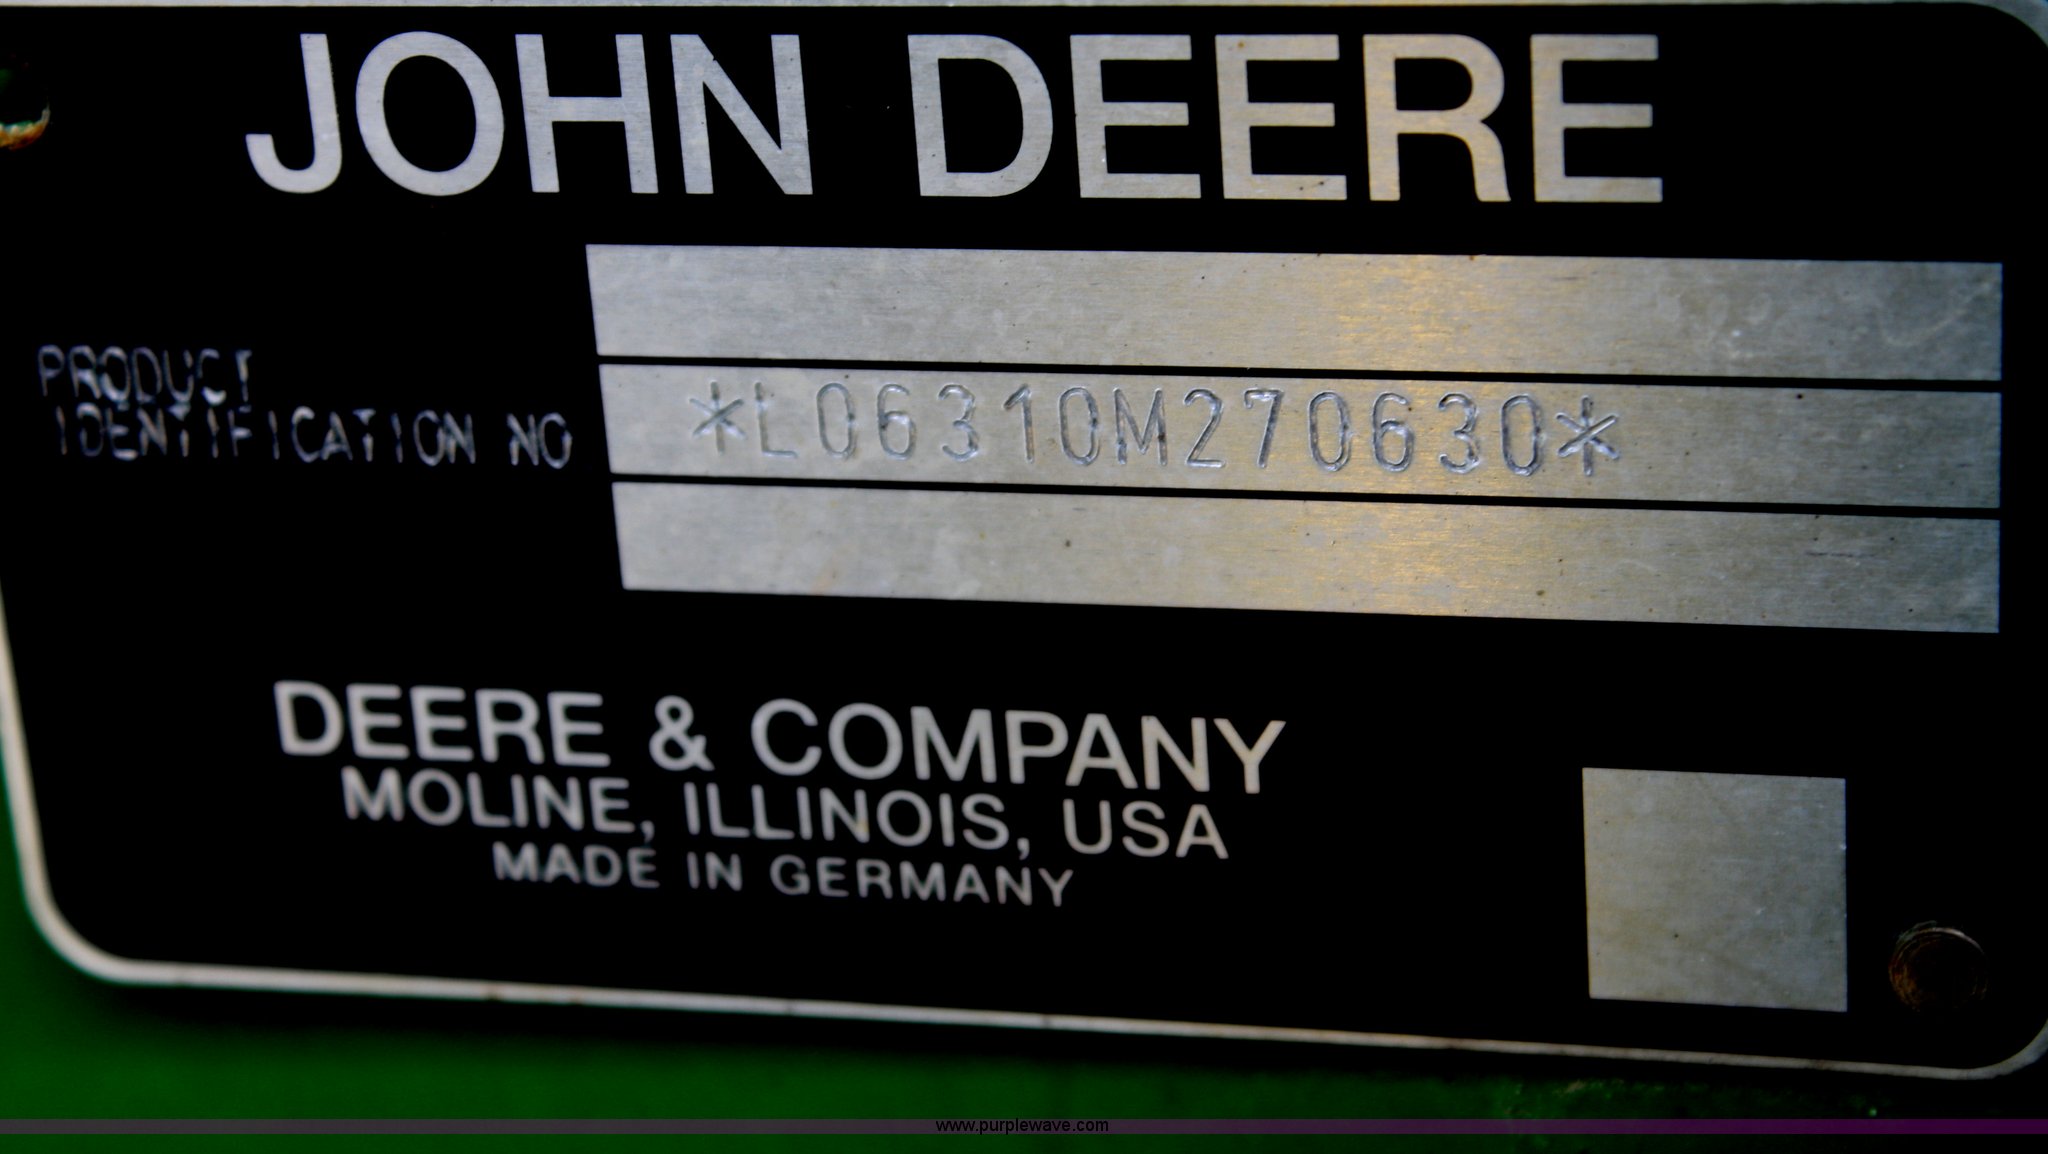 JOHN DEERE
PRODUCT
IDENTIFICATION NO
*L06310M270630*
DEERE & COMPANY
MOLINE, ILLINOIS, USA
MADE IN GERMANY
www.purplewave.com